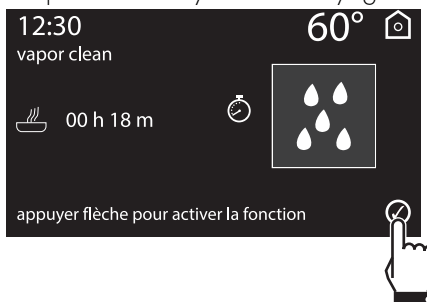 12:30 60°
vapor clean
00 h 18 m
appuyer flèche pour activer la fonction